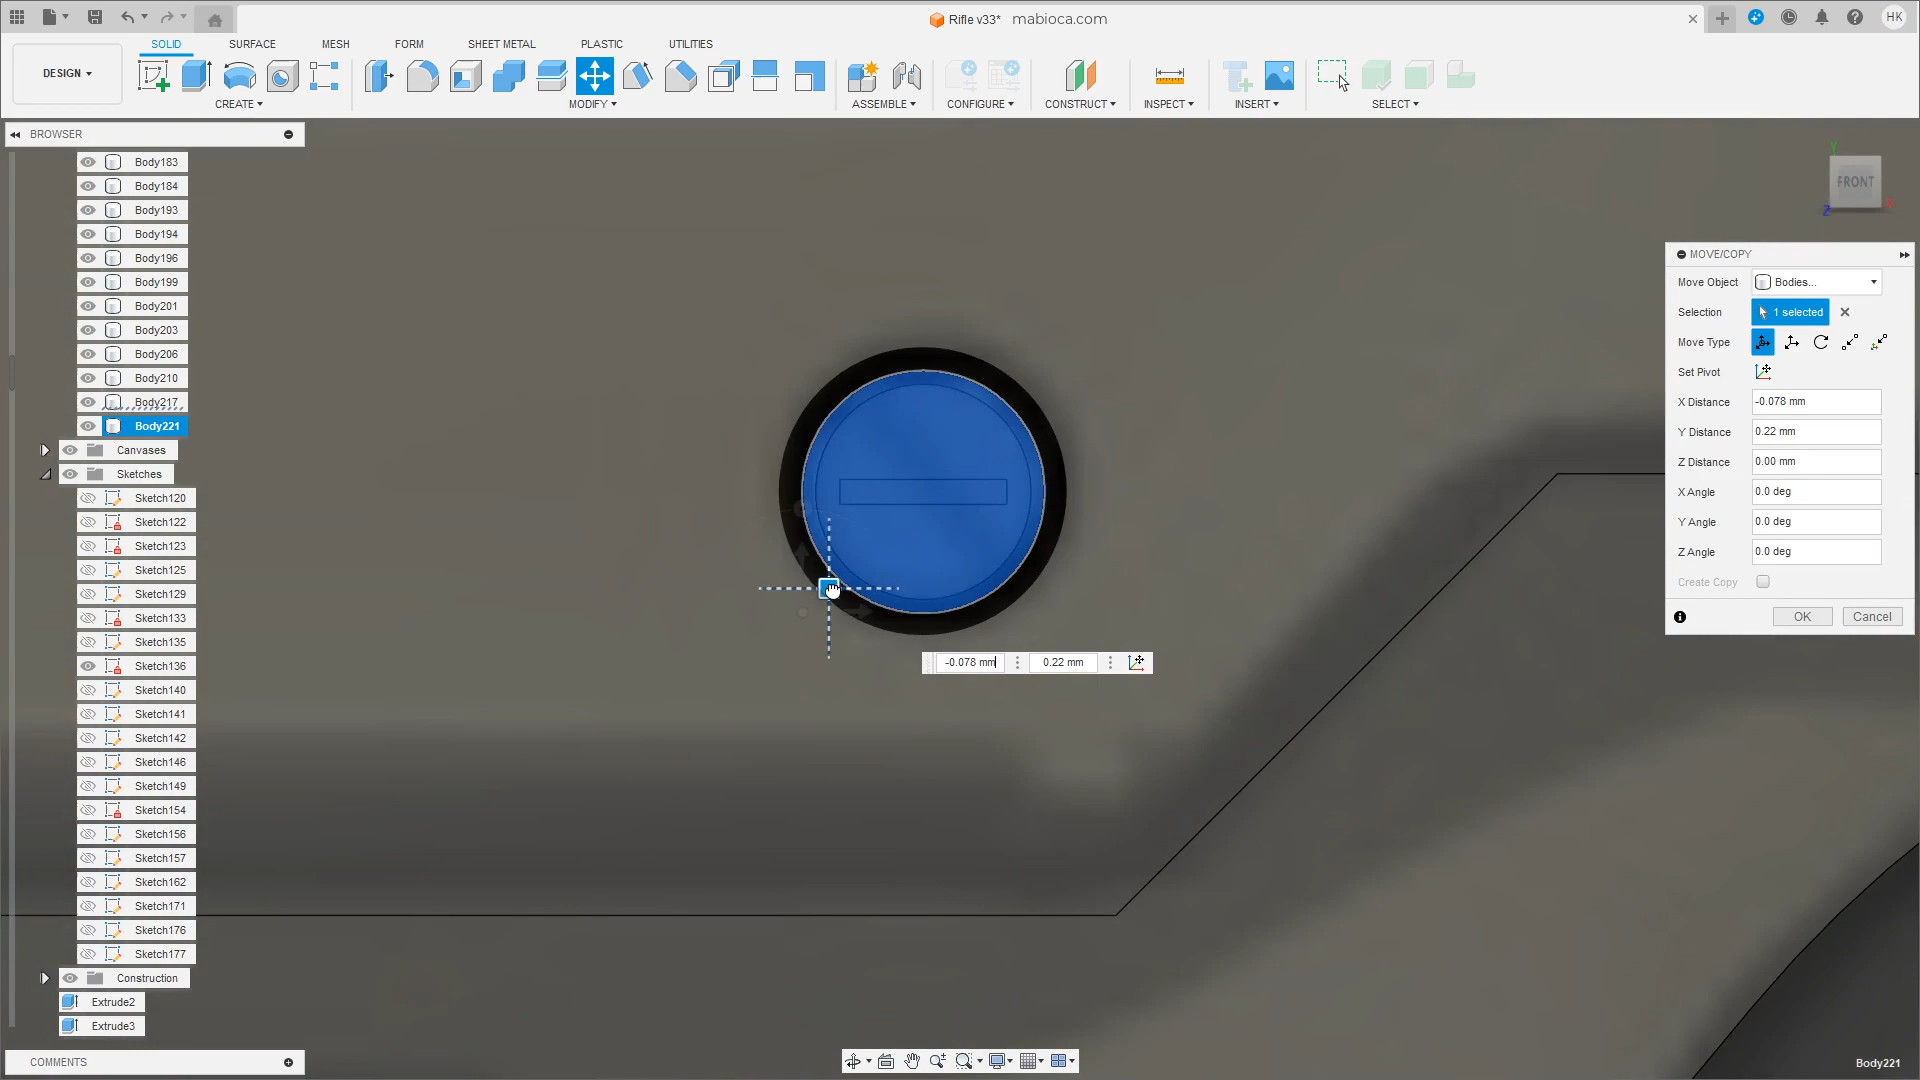 Rifle v33* mabioca.com
HK
DESIGN
SOLID SURFACE MESH FORM SHEET METAL PLASTIC UTILITIES
CREATE MODIFY ASSEMBLE CONFIGURE CONSTRUCT INSPECT INSERT SELECT
BROWSER
Body183
Body184
Body193
Body194
Body196
Body199
Body201
Body203
Body206
Body210
Body217
Body221
Canvases
Sketches
Sketch120
Sketch122
Sketch123
Sketch125
Sketch129
Sketch133
Sketch135
Sketch136
Sketch140
Sketch141
Sketch142
Sketch146
Sketch149
Sketch154
Sketch156
Sketch157
Sketch162
Sketch171
Sketch176
Sketch177
Construction
Extrude2
Extrude3
COMMENTS
-0.078 mm 0.22 mm
Y
FRONT
Z X
MOVE/COPY
Move Object Bodies...
Selection 1 selected
Move Type
Set Pivot
X Distance -0.078 mm
Y Distance 0.22 mm
Z Distance 0.00 mm
X Angle 0.0 deg
Y Angle 0.0 deg
Z Angle 0.0 deg
Create Copy
OK Cancel
Body221